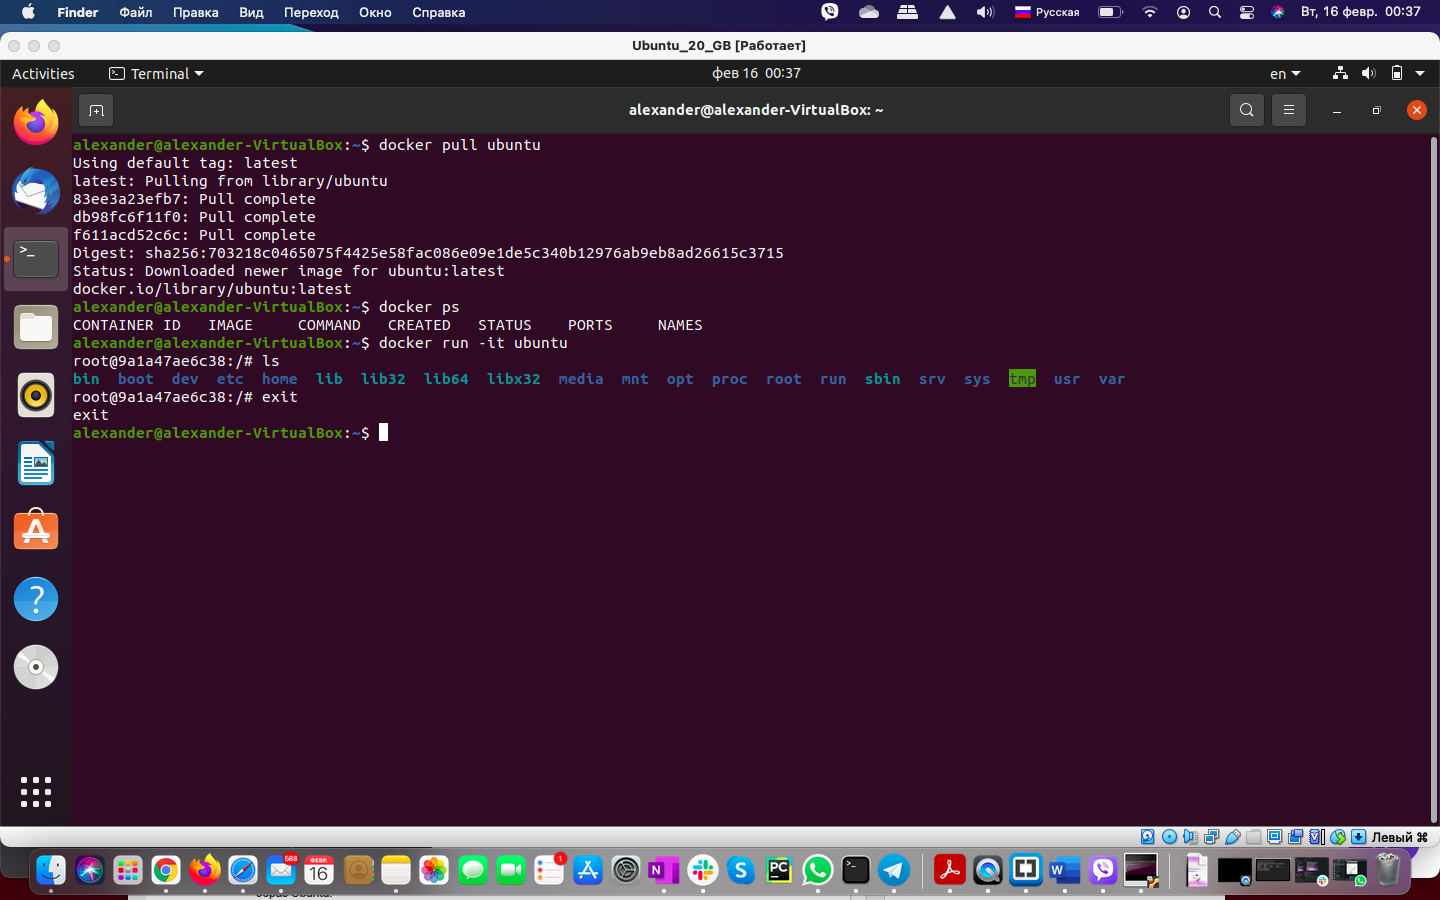 Finder Файл Правка Вид Переход Окно Справка Русская Вт, 16 февр. 00:37
Ubuntu_20_GB [Работает]
Activities Terminal фев 16 00:37 en
alexander@alexander-VirtualBox: ~
alexander@alexander-VirtualBox:~$ docker pull ubuntu
Using default tag: latest
latest: Pulling from library/ubuntu
83ee3a23efb7: Pull complete
db98fc6f11f0: Pull complete
f611acd52c6c: Pull complete
Digest: sha256:703218c0465075f4425e58fac086e09e1de5c340b12976ab9eb8ad26615c3715
Status: Downloaded newer image for ubuntu:latest
docker.io/library/ubuntu:latest
alexander@alexander-VirtualBox:~$ docker ps
CONTAINER ID IMAGE COMMAND CREATED STATUS PORTS NAMES
alexander@alexander-VirtualBox:~$ docker run -it ubuntu
root@9a1a47ae6c38:/# ls
bin boot dev etc home lib lib32 lib64 libx32 media mnt opt proc root run sbin srv sys tmp usr var
root@9a1a47ae6c38:/# exit
exit
alexander@alexander-VirtualBox:~$
Левый ⌘
588 ФЕВР. 16 1 N S PC W